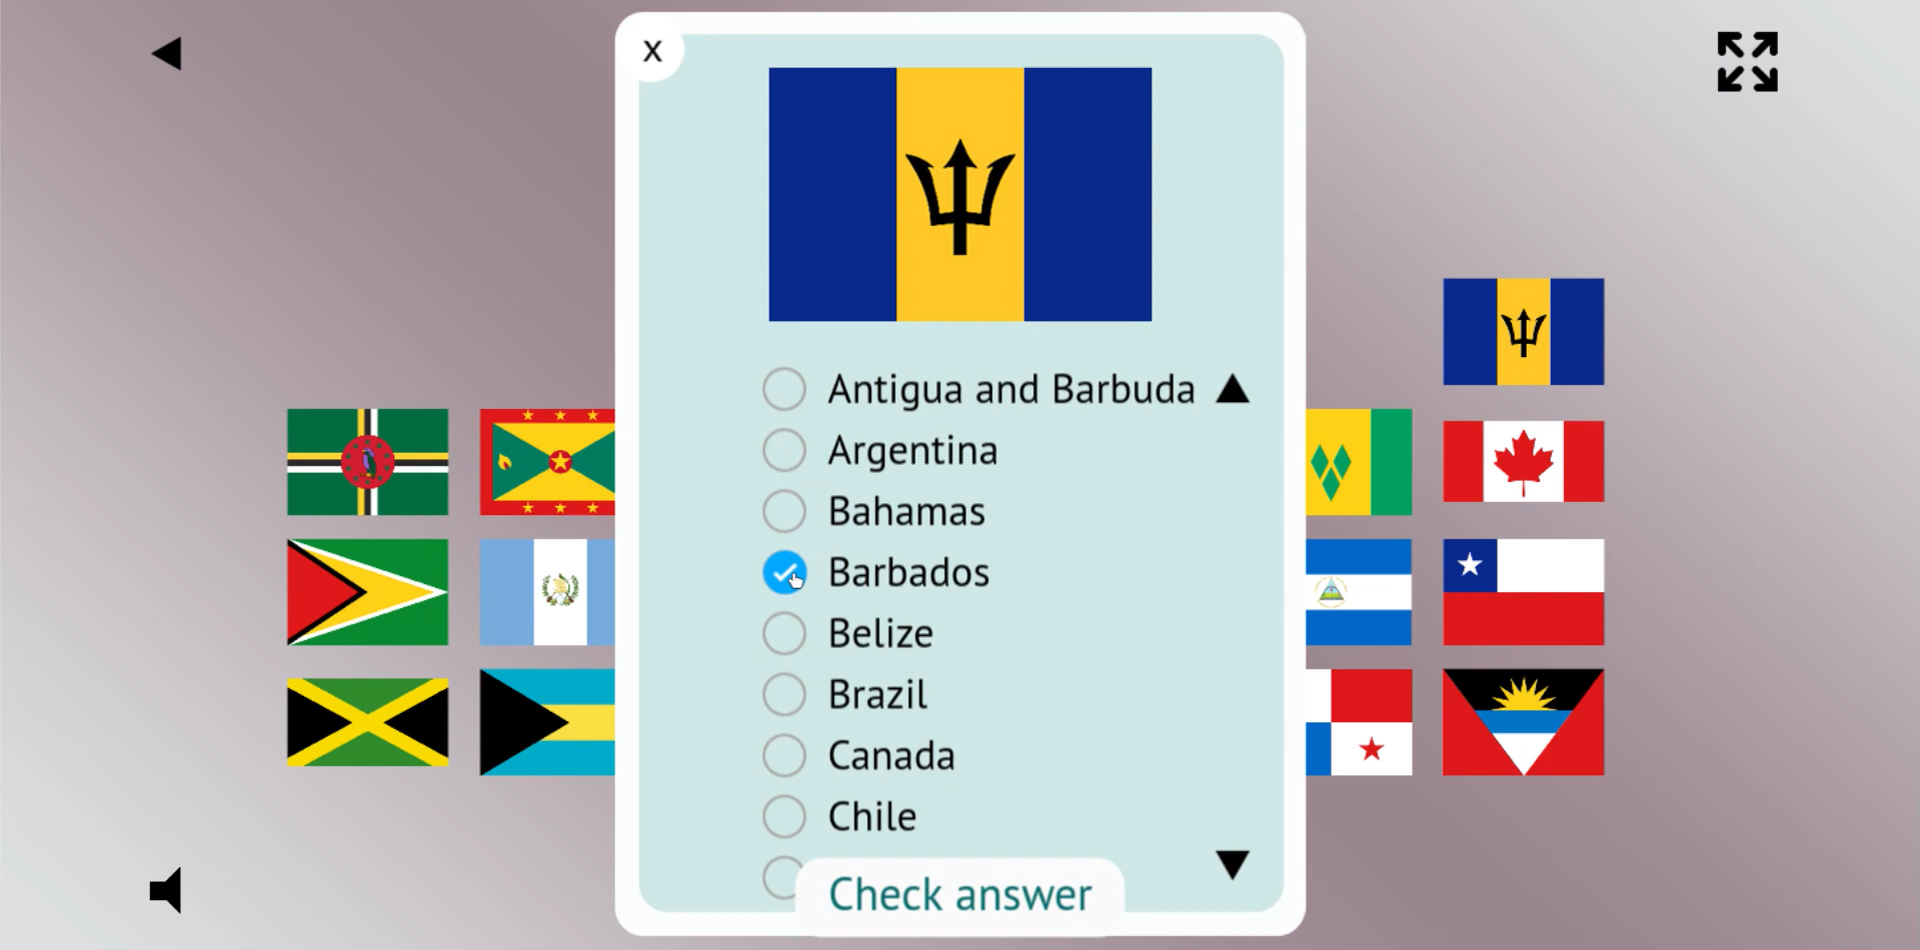 X
Antigua and Barbuda
Argentina
Bahamas
Barbados
Belize
Brazil
Canada
Chile
Check answer